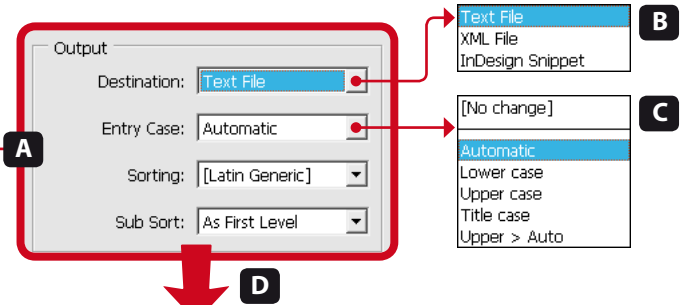 Output
Destination: Text File
Entry Case: Automatic
Sorting: [Latin Generic]
Sub Sort: As First Level
A
Text File
XML File
InDesign Snippet
B
[No change]
Automatic
Lower case
Upper case
Title case
Upper > Auto
C
D